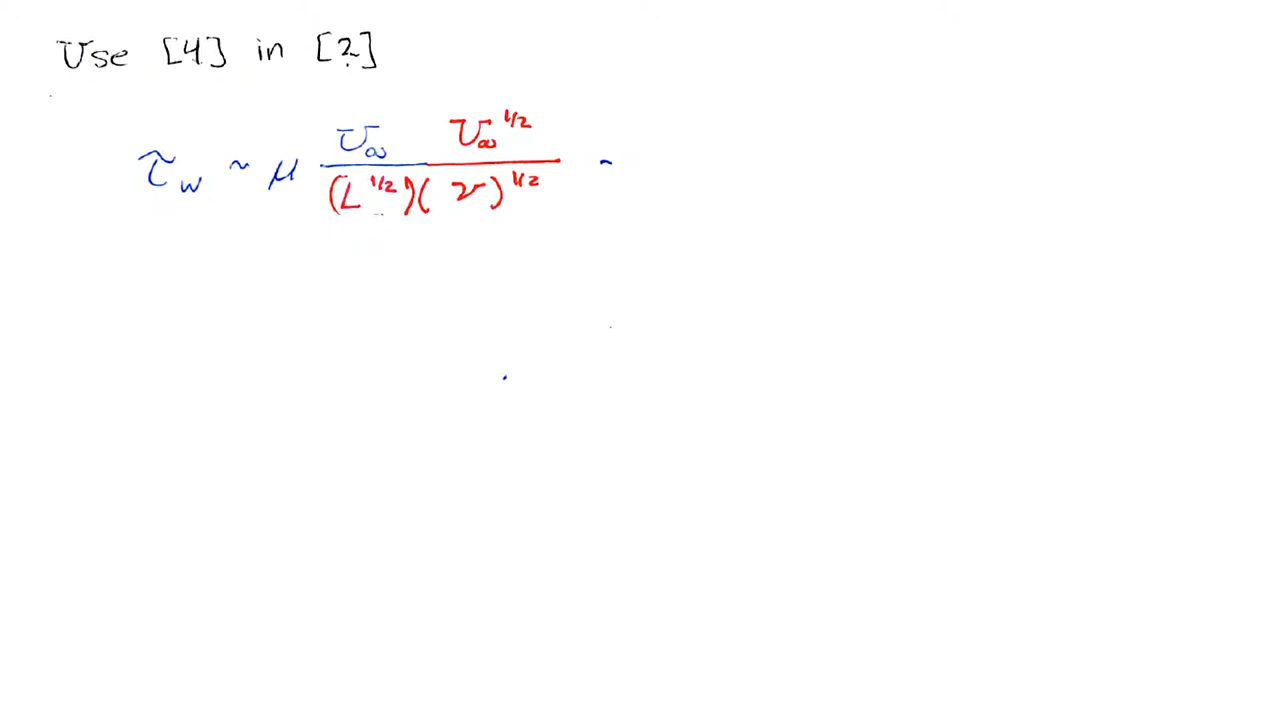 Use [4] in [2]
τ_w ~ μ (U_∞ U_∞^{1/2}) / ((L^{1/2})(ν)^{1/2}) ~